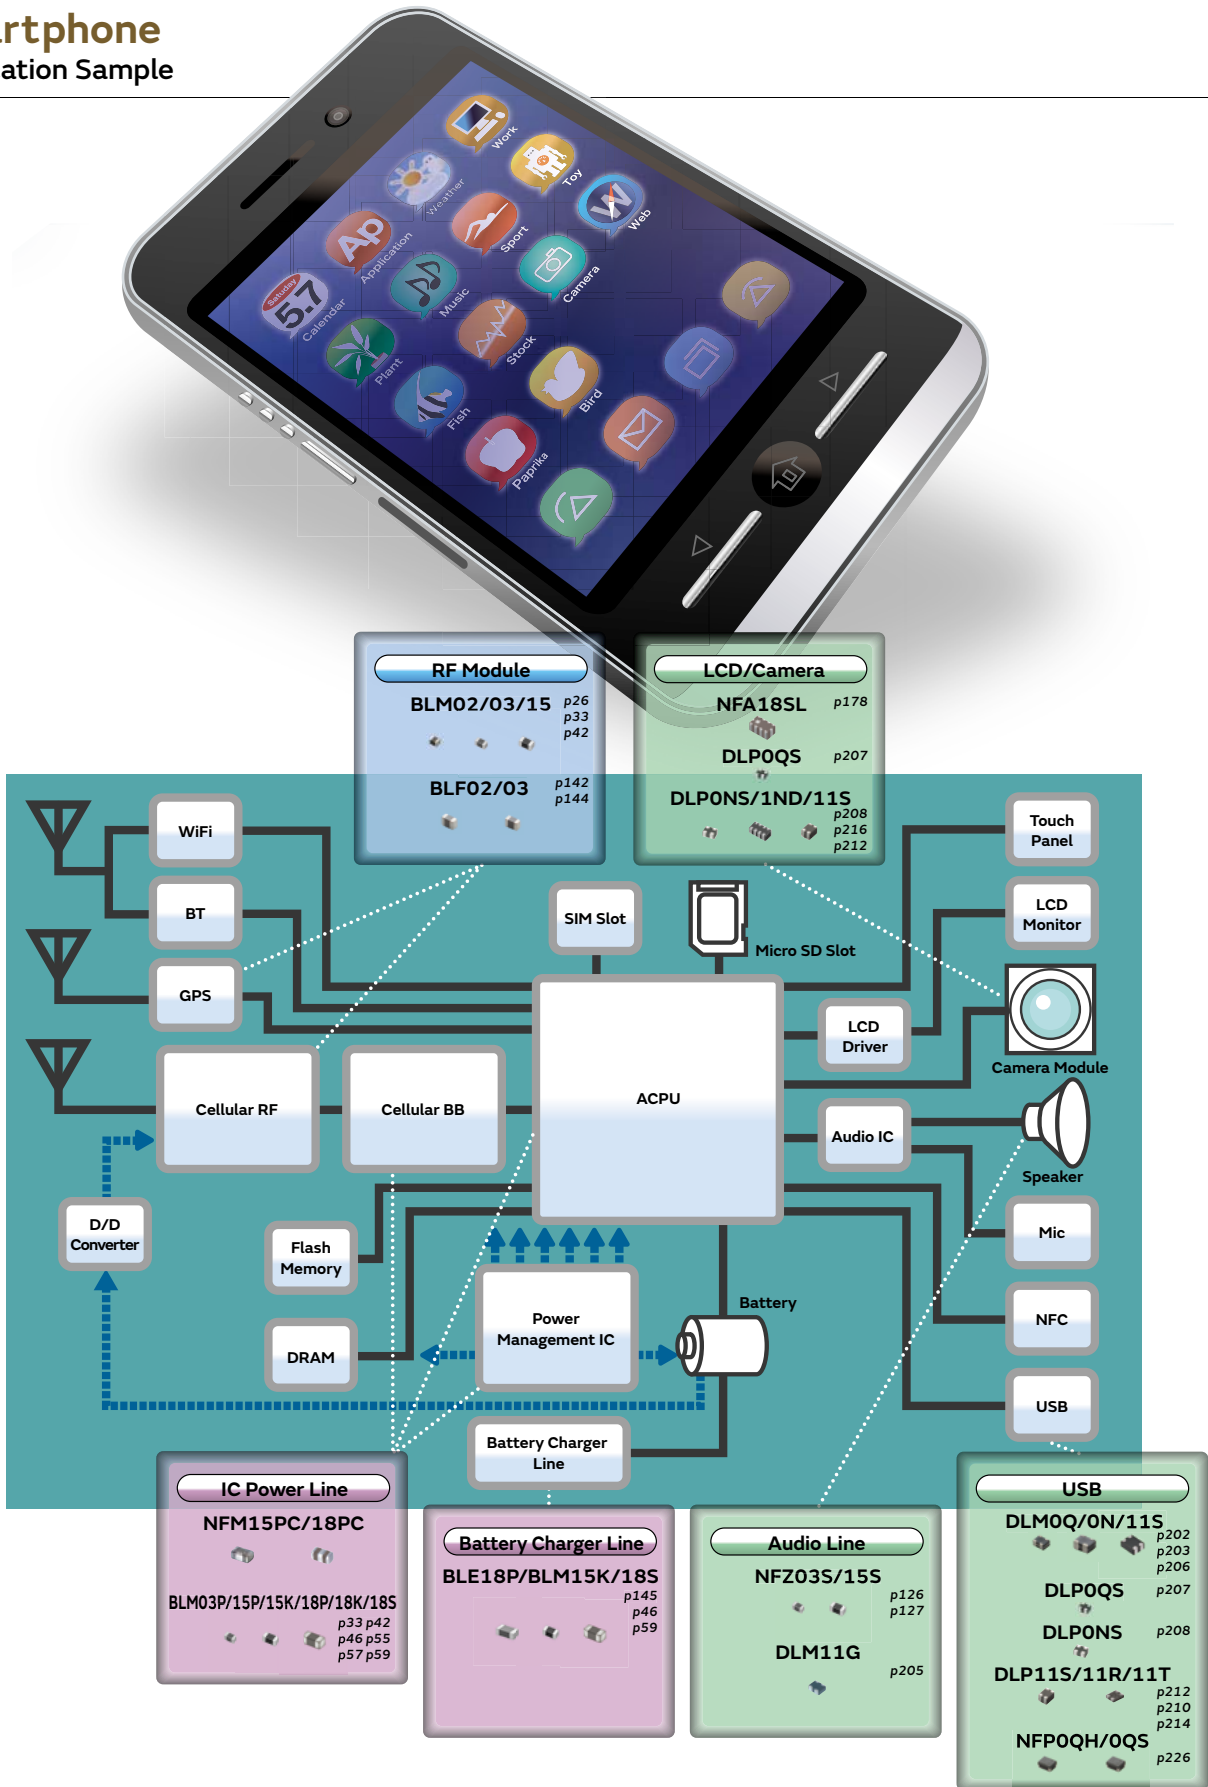 artphone
ation Sample
Work
Toy
Web
Weather
Sport
Camera
Ap
Application
Music
Stock
Bird
Satuday
5.7
Calendar
Plant
Fish
Paprika
RF Module
BLM02/03/15 p26
p33
p42
BLF02/03 p142
p144
LCD/Camera
NFA18SL p178
DLP0QS p207
DLP0NS/1ND/11S
p208
p216
p212
WiFi
BT
GPS
Cellular RF
Cellular BB
SIM Slot
Micro SD Slot
ACPU
Touch
Panel
LCD
Monitor
LCD
Driver
Camera Module
Audio IC
Speaker
Mic
NFC
USB
D/D
Converter
Flash
Memory
DRAM
Power
Management IC
Battery
Battery Charger
Line
IC Power Line
NFM15PC/18PC
BLM03P/15P/15K/18P/18K/18S
p33 p42
p46 p55
p57 p59
Battery Charger Line
BLE18P/BLM15K/18S
p145
p46
p59
Audio Line
NFZ03S/15S
p126
p127
DLM11G
p205
USB
DLM0Q/0N/11S
p202
p203
p206
DLP0QS p207
DLP0NS p208
DLP11S/11R/11T
p212
p210
p214
NFP0QH/0QS
p226